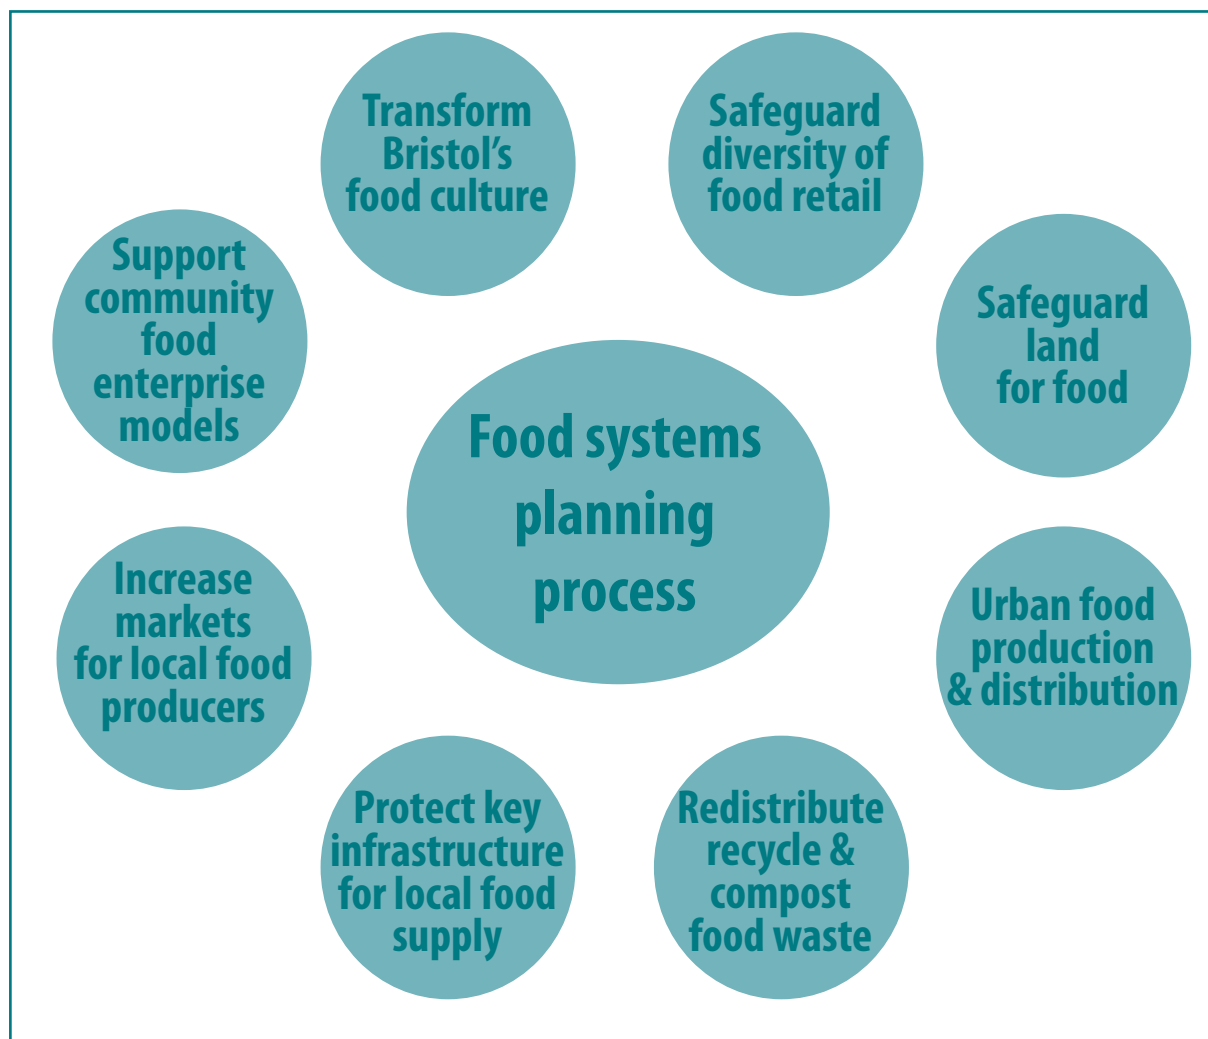 Transform
Bristol’s
food culture
Safeguard
diversity of
food retail
Support
community
food
enterprise
models
Safeguard
land
for food
Food systems
planning
process
Increase
markets
for local food
producers
Urban food
production
& distribution
Protect key
infrastructure
for local food
supply
Redistribute
recycle &
compost
food waste